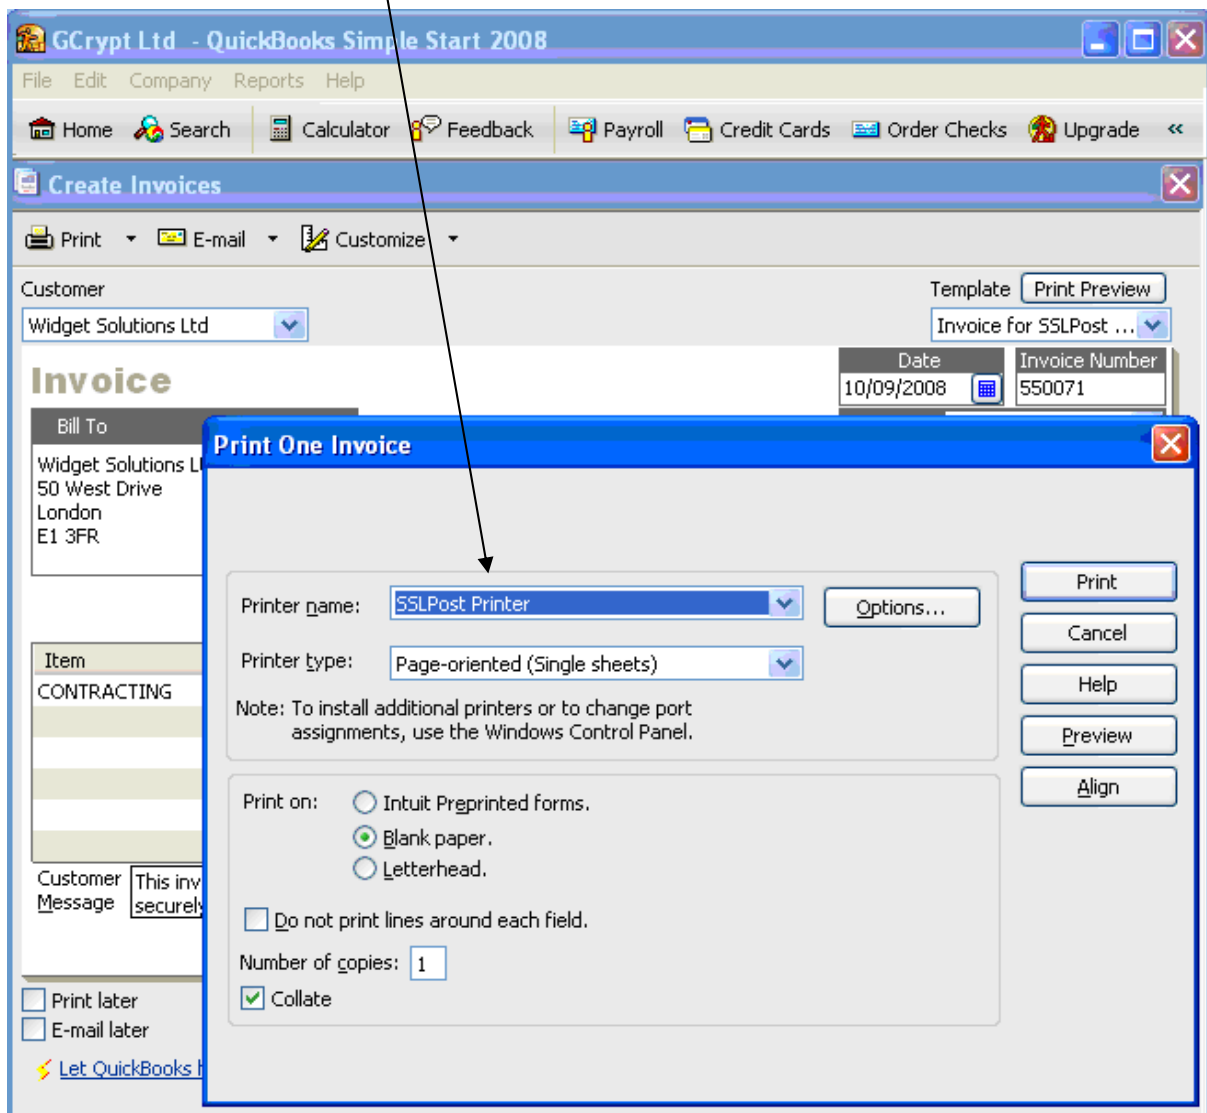 GCrypt Ltd - QuickBooks Simple Start 2008
File Edit Company Reports Help
Home Search Calculator Feedback Payroll Credit Cards Order Checks Upgrade «
Create Invoices
Print E-mail Customize
Customer
Template Print Preview
Widget Solutions Ltd
Invoice for SSLPost ...
Invoice
Date Invoice Number
10/09/2008 550071
Bill To
Widget Solutions
50 West Drive
London
E1 3FR
Item
CONTRACTING
Customer Message
This inv
securely
Print later
E-mail later
Let QuickBooks
Print One Invoice
Printer name: SSLPost Printer Options...
Printer type: Page-oriented (Single sheets)
Note: To install additional printers or to change port
assignments, use the Windows Control Panel.
Print on: Intuit Preprinted forms.
Blank paper.
Letterhead.
Do not print lines around each field.
Number of copies: 1
Collate
Print
Cancel
Help
Preview
Align